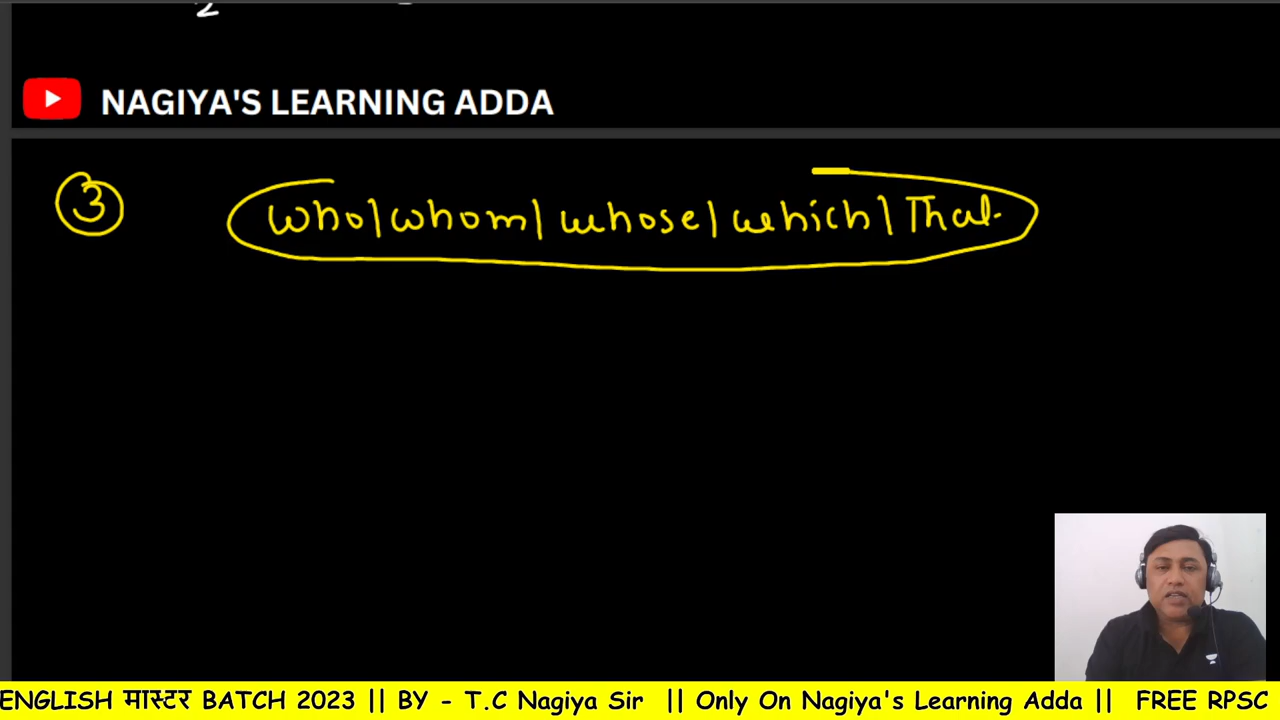 2
NAGIYA'S LEARNING ADDA
3 who|whom|whose|which|That.
ENGLISH मास्टर BATCH 2023 || BY - T.C Nagiya Sir || Only On Nagiya's Learning Adda || FREE RPSC